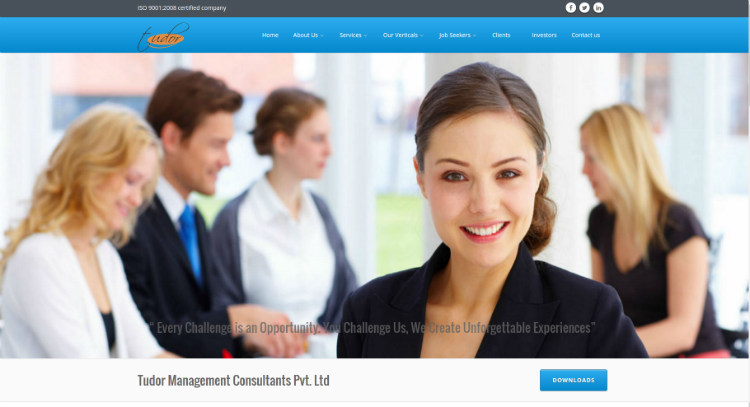 ISO 9001:2008 certified company
tudor
Home About Us Services Our Verticals Job Seekers Clients Investors Contact us
“ Every Challenge is an Opportunity. You Challenge Us, We Create Unforgettable Experiences”
Tudor Management Consultants Pvt. Ltd
DOWNLOADS